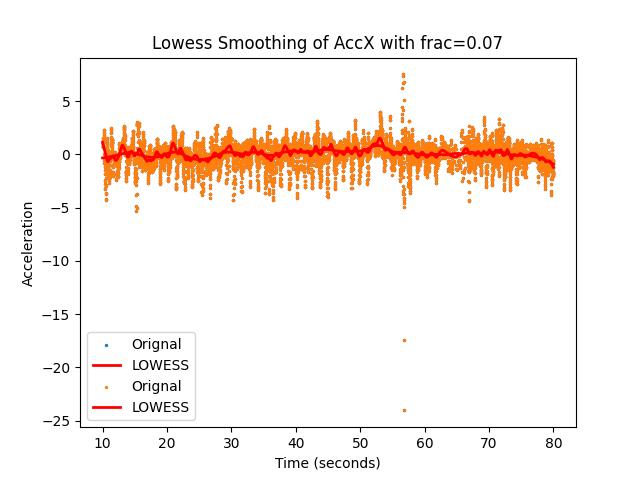 Lowess Smoothing of AccX with frac=0.07
Acceleration
5
0
−5
−10
−15
−20
−25
Orignal
LOWESS
Orignal
LOWESS
10 20 30 40 50 60 70 80
Time (seconds)